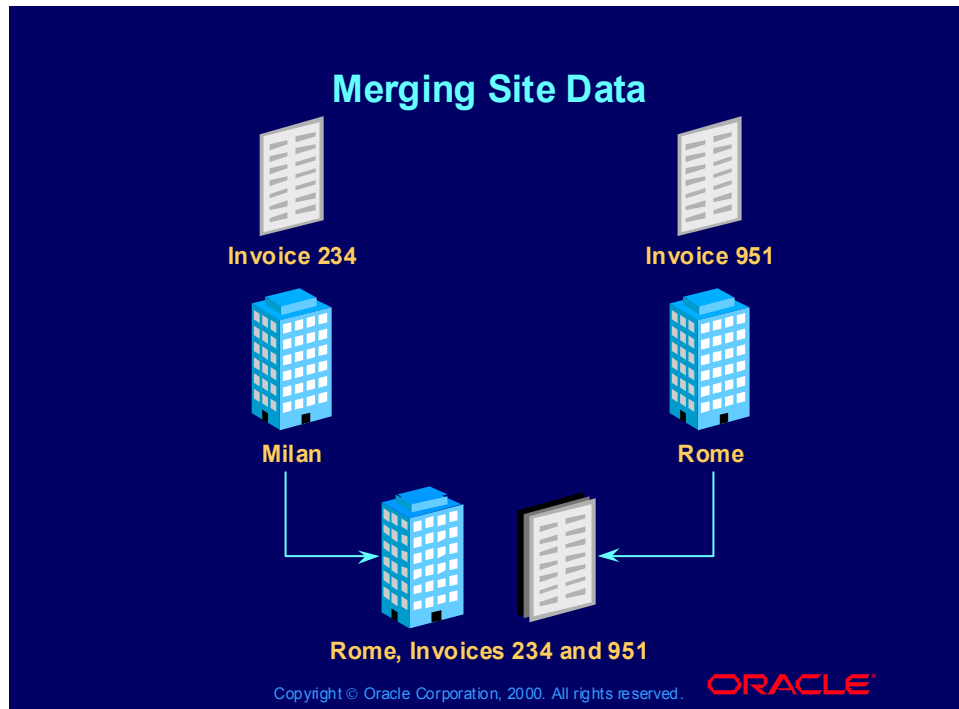 Merging Site Data
Invoice 234
Invoice 951
Milan
Rome
Rome, Invoices 234 and 951
Copyright © Oracle Corporation, 2000. All rights reserved.
ORACLE®